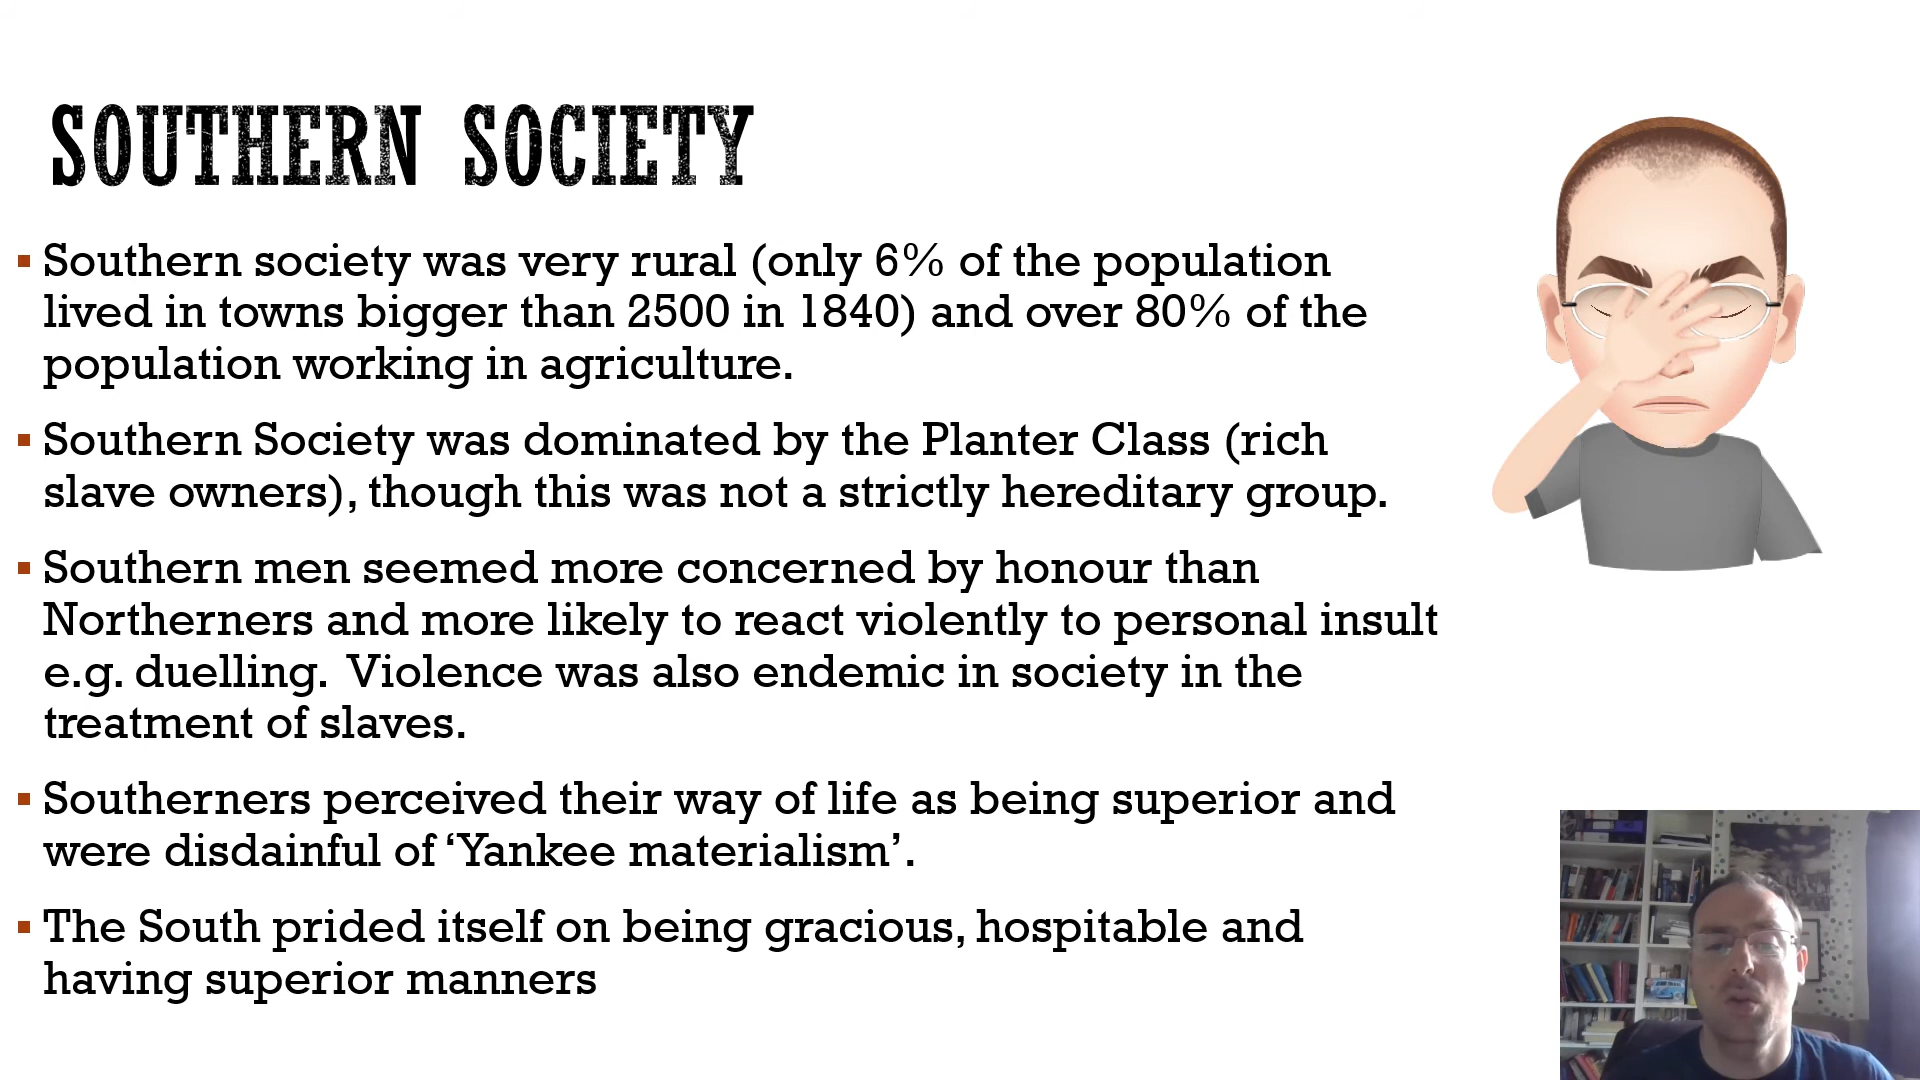 SOUTHERN SOCIETY
▪ Southern society was very rural (only 6% of the population
lived in towns bigger than 2500 in 1840) and over 80% of the
population working in agriculture.
▪ Southern Society was dominated by the Planter Class (rich
slave owners), though this was not a strictly hereditary group.
▪ Southern men seemed more concerned by honour than
Northerners and more likely to react violently to personal insult
e.g. duelling.  Violence was also endemic in society in the
treatment of slaves.
▪ Southerners perceived their way of life as being superior and
were disdainful of ‘Yankee materialism’.
▪ The South prided itself on being gracious, hospitable and
having superior manners